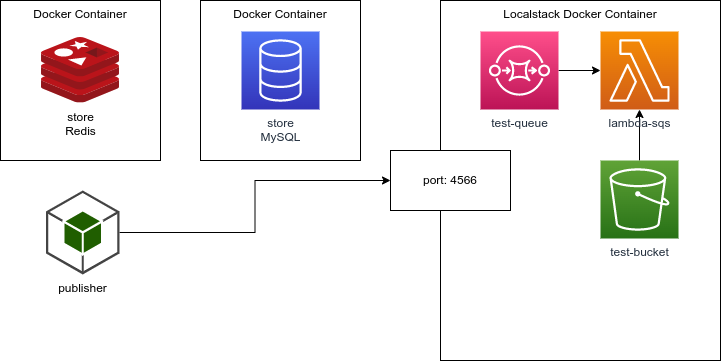 Docker Container
store
Redis
Docker Container
store
MySQL
Localstack Docker Container
test-queue
lambda-sqs
port: 4566
test-bucket
publisher